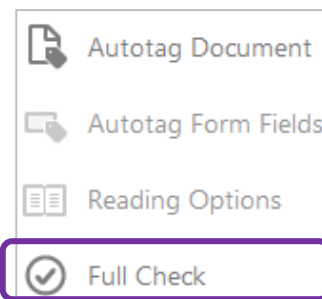 Autotag Document
Autotag Form Fields
Reading Options
Full Check